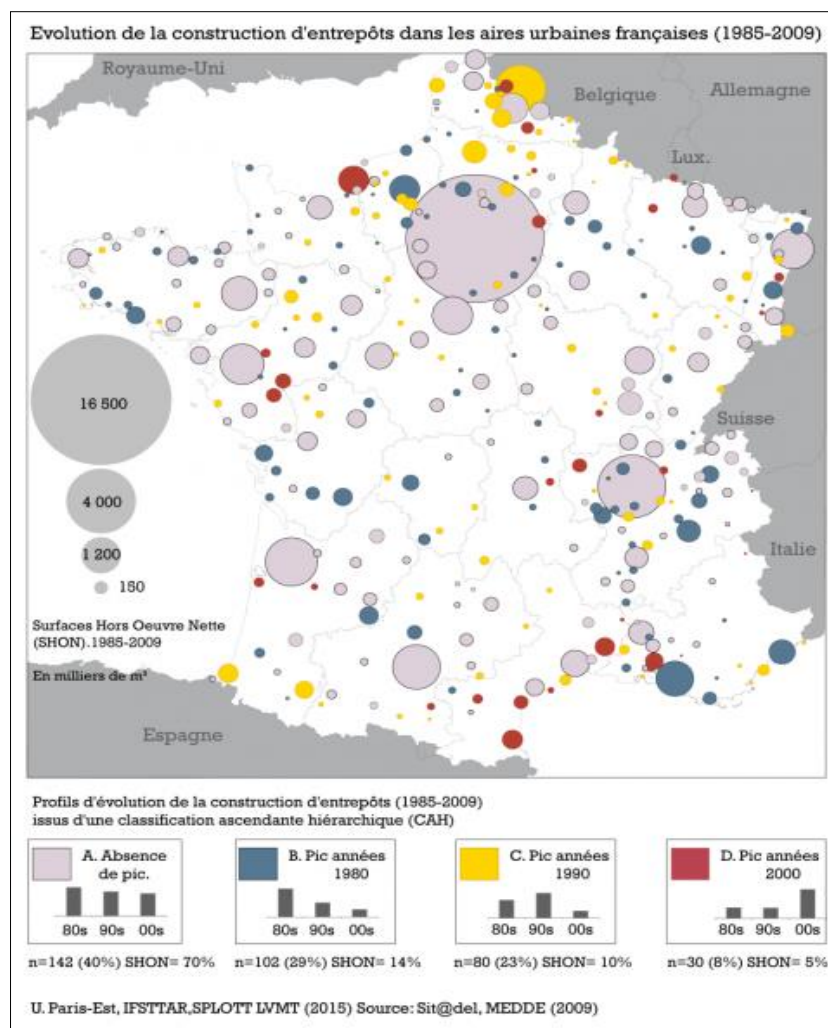 Evolution de la construction d'entrepôts dans les aires urbaines françaises (1985-2009)
Royaume-Uni
Belgique
Allemagne
Lux.
Suisse
Italie
Espagne
16 500
4 000
1 200
150
Surfaces Hors Oeuvre Nette
(SHON).1985-2009
En milliers de m²
Profils d'évolution de la construction d'entrepôts (1985-2009)
issus d'une classification ascendante hiérarchique (CAH)
A. Absence
de pic.
80s 90s 00s
n=142 (40%) SHON= 70%
B. Pic années
1980
80s 90s 00s
n=102 (29%) SHON= 14%
C. Pic années
1990
80s 90s 00s
n=80 (23%) SHON= 10%
D. Pic années
2000
80s 90s 00s
n=30 (8%) SHON= 5%
U. Paris-Est, IFSTTAR,SPLOTT LVMT (2015) Source: Sit@del, MEDDE (2009)